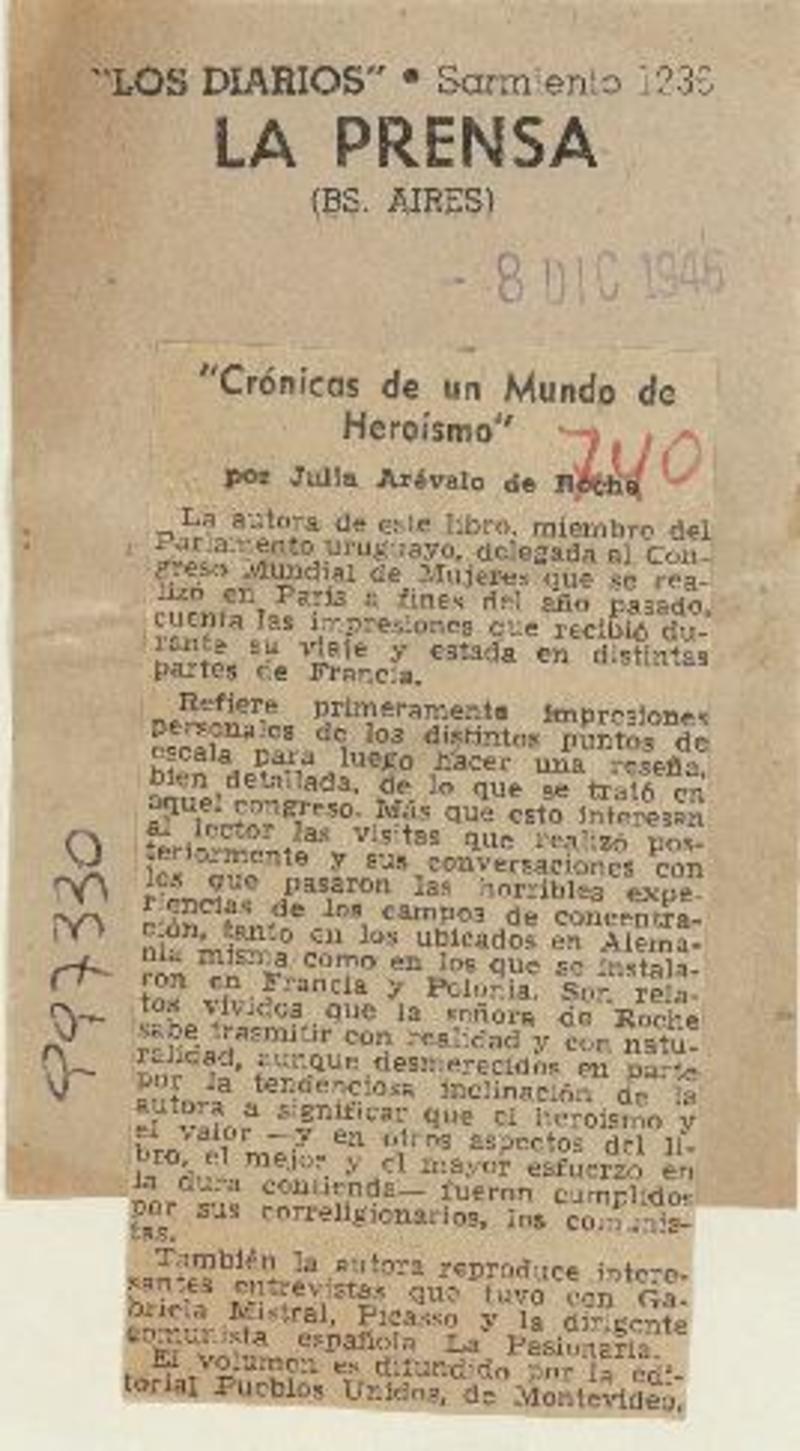 "LOS DIARIOS" • Sarmiento 1236
LA PRENSA
(BS. AIRES)
- 8 DIC 1946
"Crónicas de un Mundo de
Heroísmo"
740
por Julia Arévalo de Roche
La autora de este libro, miembro del
Parlamento uruguayo, delegada al Con-
greso Mundial de Mujeres que se rea-
lizó en París a fines del año pasado,
cuenta las impresiones que recibió du-
rante su viaje y estada en distintas
partes de Francia.
Refiere primeramente impresiones
personales de los distintos puntos de
escala para luego hacer una reseña,
bien detallada, de lo que se trató en
aquel congreso. Más que esto interesan
al lector las visitas que realizó pos-
teriormente y sus conversaciones con
los que pasaron las horribles expe-
riencias de los campos de concentra-
ción, tanto en los ubicados en Alema-
nia misma como en los que se instala-
ron en Francia y Polonia. Son rela-
tos vívidos que la señora de Roche
sabe trasmitir con realidad y con natu-
ralidad, aunque desmerecidos en parte
por la tendenciosa inclinación de la
autora a significar que el heroísmo y
el valor —y en otros aspectos del li-
bro, el mejor y el mayor esfuerzo en
la dura contienda— fueron cumplidos
por sus correligionarios, los comunis-
tas.
También la autora reproduce intere-
santes entrevistas que tuvo con Ga-
briela Mistral, Picasso y la dirigente
comunista española La Pasionaria.
El volumen es difundido por la edi-
torial Pueblos Unidos, de Montevideo.
997330